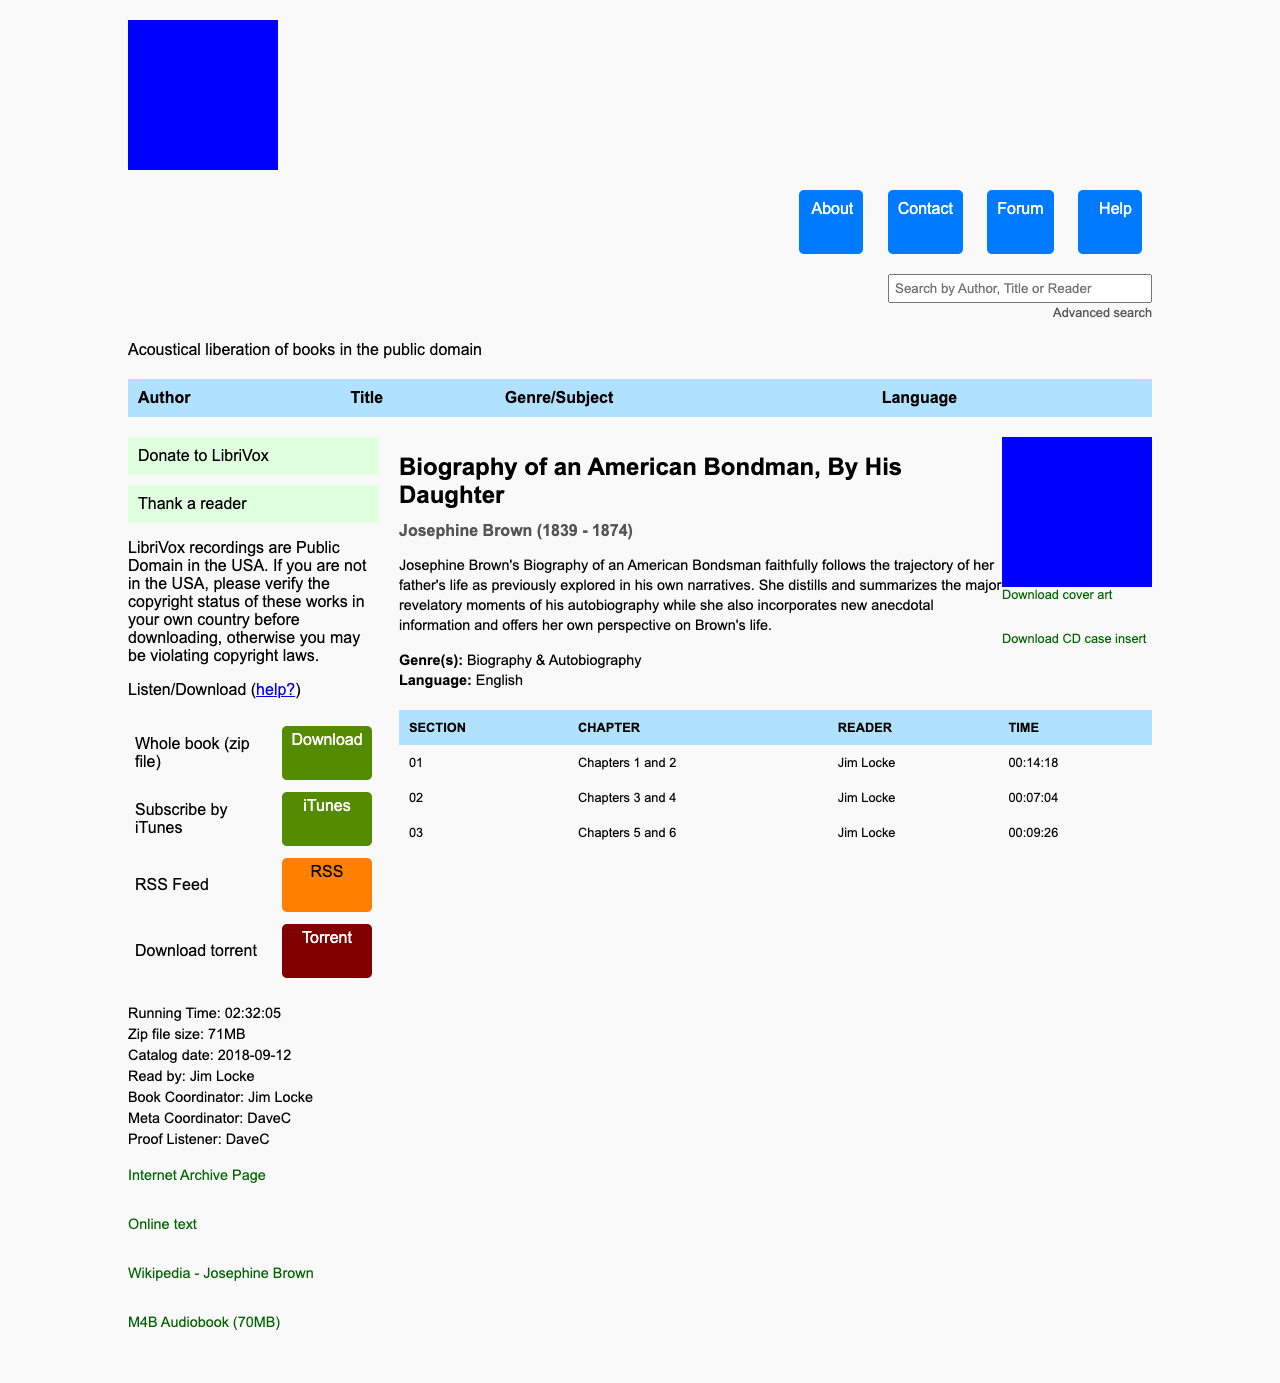 About Contact Forum Help
Search by Author, Title or Reader
Advanced search
Acoustical liberation of books in the public domain
Author Title Genre/Subject Language
Donate to LibriVox
Thank a reader
LibriVox recordings are Public
Domain in the USA. If you are not
in the USA, please verify the
copyright status of these works in
your own country before
downloading, otherwise you may
be violating copyright laws.
Listen/Download (help?)
Whole book (zip
file)
Download
Subscribe by
iTunes
iTunes
RSS Feed
RSS
Download torrent
Torrent
Running Time: 02:32:05
Zip file size: 71MB
Catalog date: 2018-09-12
Read by: Jim Locke
Book Coordinator: Jim Locke
Meta Coordinator: DaveC
Proof Listener: DaveC
Internet Archive Page
Online text
Wikipedia - Josephine Brown
M4B Audiobook (70MB)
Biography of an American Bondman, By His
Daughter
Josephine Brown (1839 - 1874)
Josephine Brown's Biography of an American Bondsman faithfully follows the trajectory of her
father's life as previously explored in his own narratives. She distills and summarizes the major
revelatory moments of his autobiography while she also incorporates new anecdotal
information and offers her own perspective on Brown's life.
Genre(s): Biography & Autobiography
Language: English
Download cover art
Download CD case insert
SECTION CHAPTER READER TIME
01 Chapters 1 and 2 Jim Locke 00:14:18
02 Chapters 3 and 4 Jim Locke 00:07:04
03 Chapters 5 and 6 Jim Locke 00:09:26